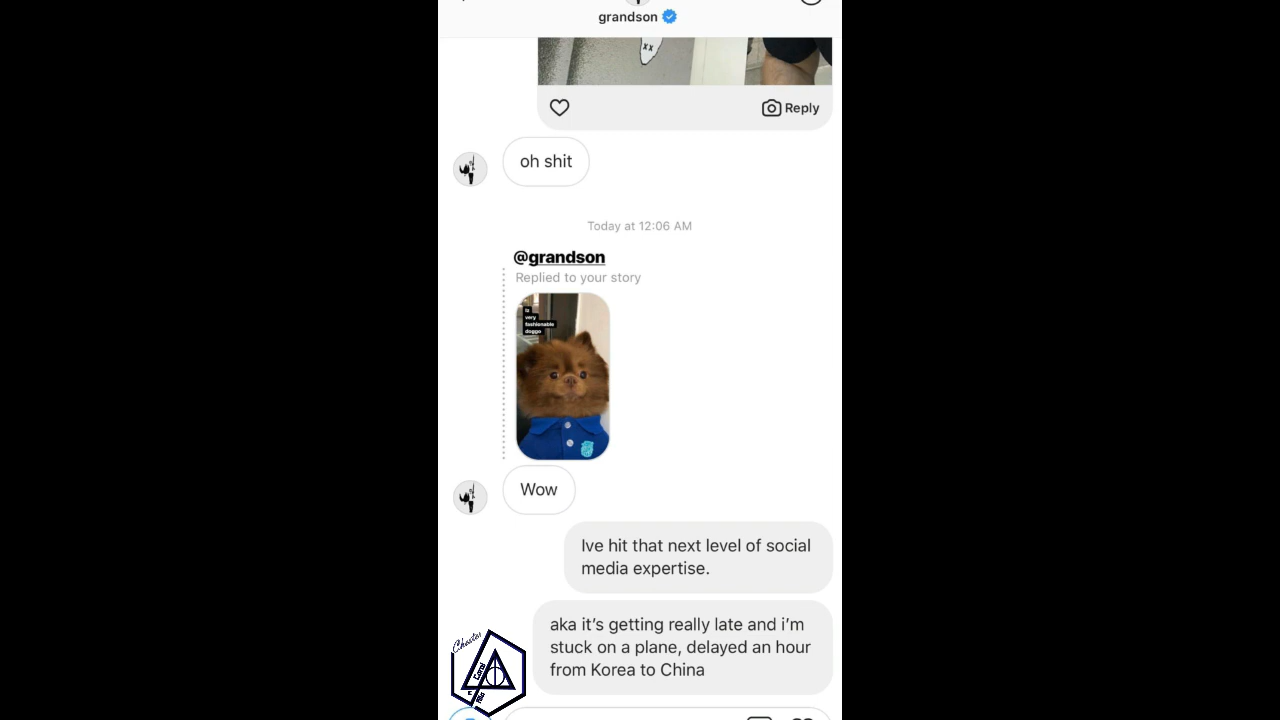 grandson
xx
Reply
oh shit
Today at 12:06 AM
@grandson
Replied to your story
iz
very
fashionable
doggo
Wow
Ive hit that next level of social
media expertise.
aka it’s getting really late and i’m
stuck on a plane, delayed an hour
from Korea to China
Chester